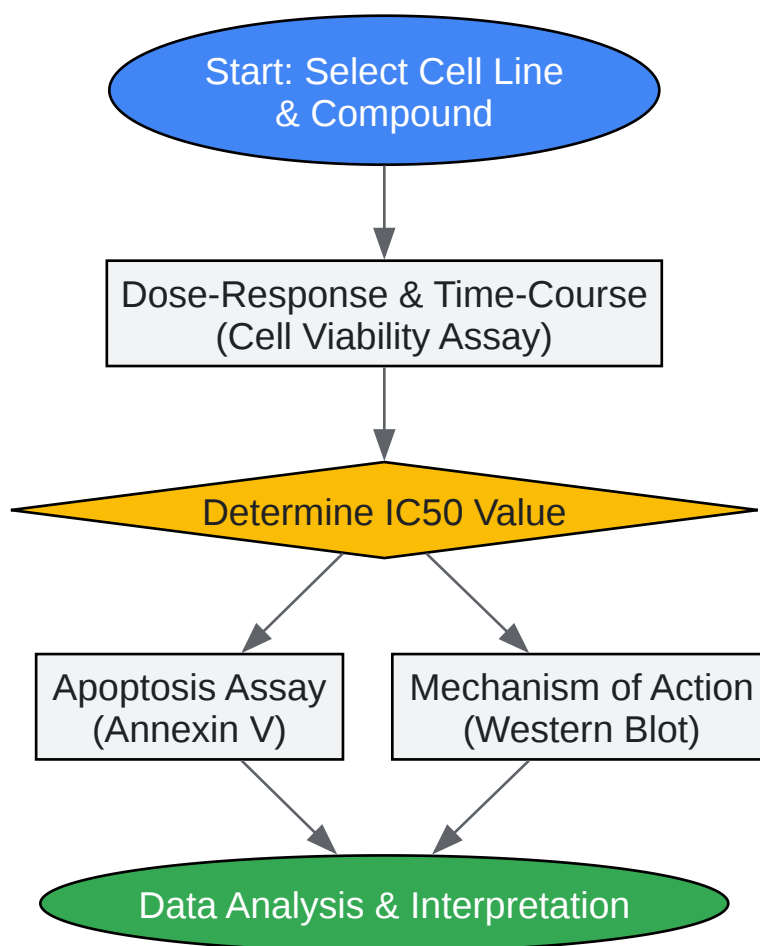 Start: Select Cell Line
& Compound
Dose-Response & Time-Course
(Cell Viability Assay)
Determine IC50 Value
Apoptosis Assay
(Annexin V)
Mechanism of Action
(Western Blot)
Data Analysis & Interpretation